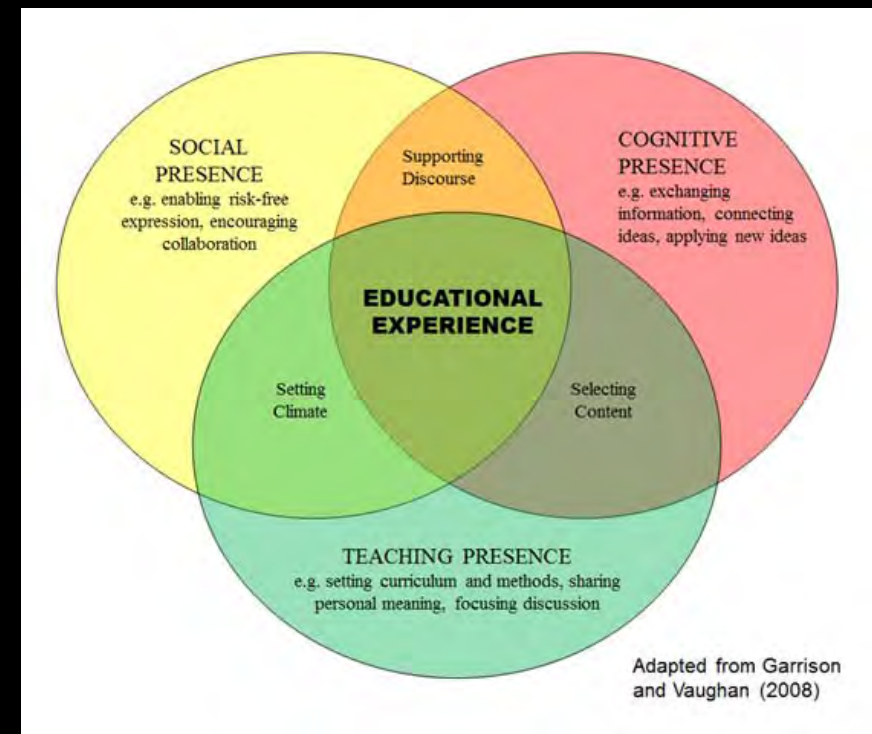 SOCIAL
PRESENCE
e.g. enabling risk-free
expression, encouraging
collaboration
Supporting
Discourse
COGNITIVE
PRESENCE
e.g. exchanging
information, connecting
ideas, applying new ideas
EDUCATIONAL
EXPERIENCE
Setting
Climate
Selecting
Content
TEACHING PRESENCE
e.g. setting curriculum and methods, sharing
personal meaning, focusing discussion
Adapted from Garrison
and Vaughan (2008)